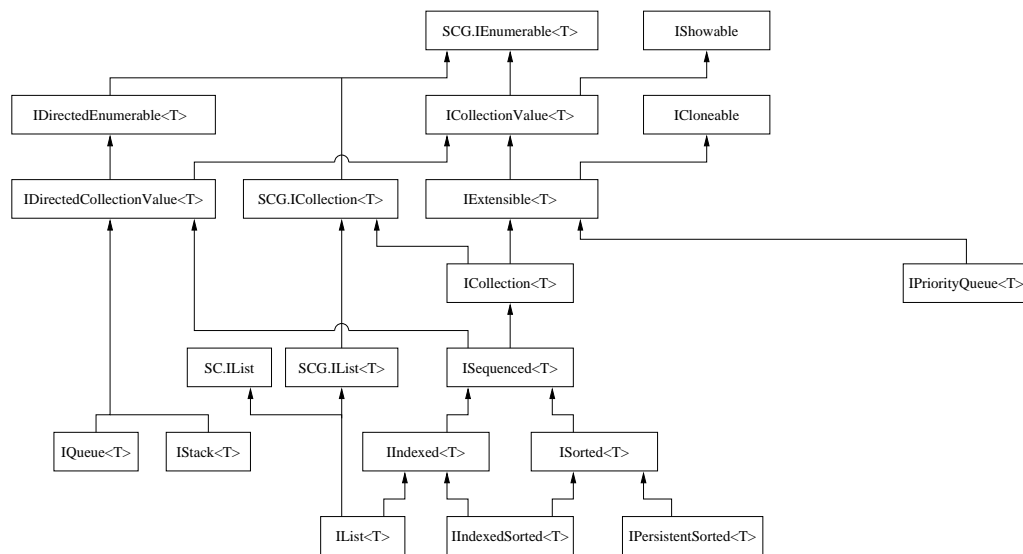 SCG.IEnumerable<T>
IShowable
IDirectedEnumerable<T>
ICollectionValue<T>
ICloneable
IDirectedCollectionValue<T>
SCG.ICollection<T>
IExtensible<T>
ICollection<T>
IPriorityQueue<T>
SC.IList
SCG.IList<T>
ISequenced<T>
IQueue<T>
IStack<T>
IIndexed<T>
ISorted<T>
IList<T>
IIndexedSorted<T>
IPersistentSorted<T>